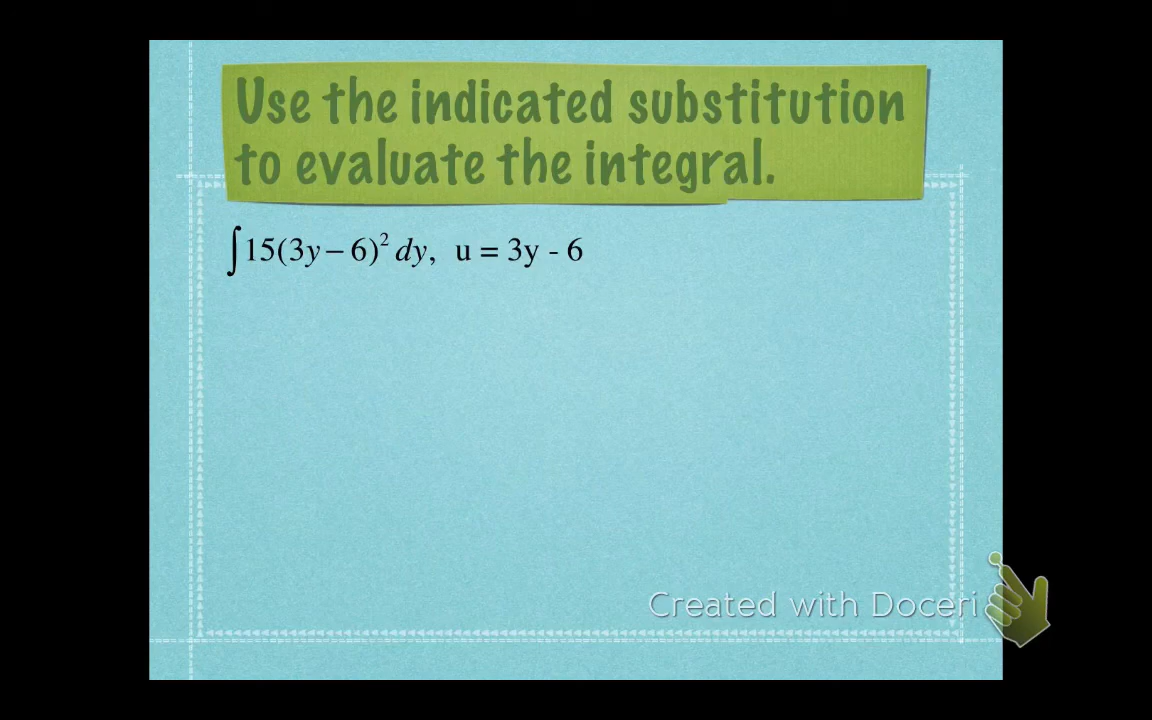 Use the indicated substitution
to evaluate the integral.
∫15(3y − 6)² dy, u = 3y - 6
Created with Doceri